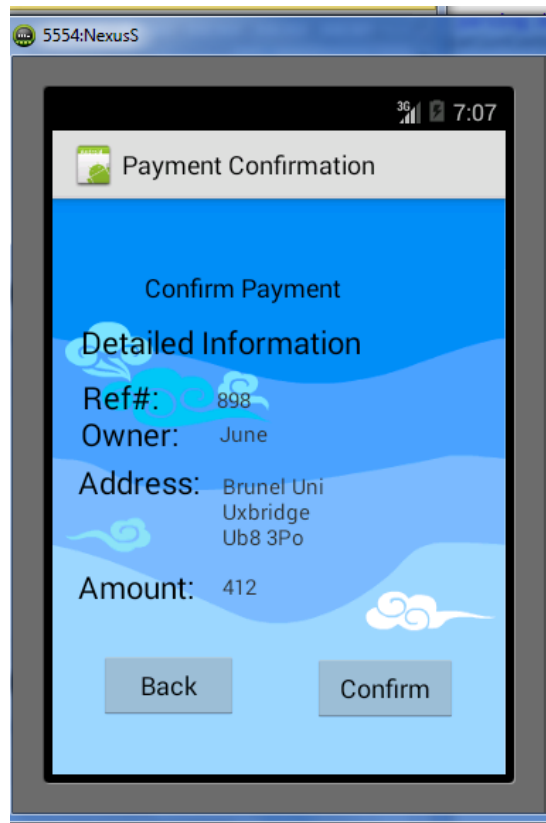 5554:NexusS
3G 7:07
Payment Confirmation
Confirm Payment
Detailed Information
Ref#: 898
Owner: June
Address: Brunel Uni
Uxbridge
Ub8 3Po
Amount: 412
Back Confirm